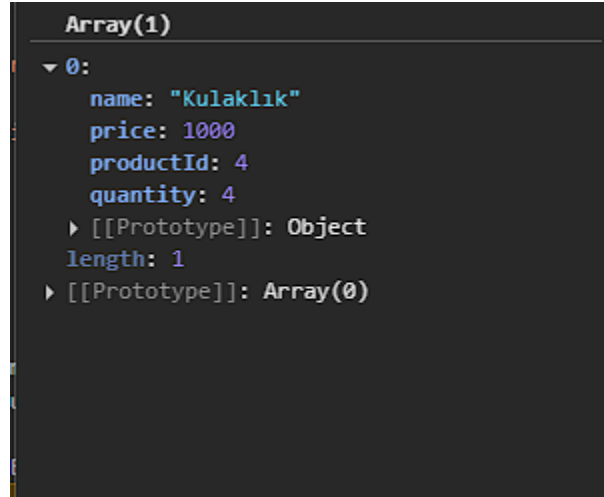 Array(1)
0:
name: "Kulaklık"
price: 1000
productId: 4
quantity: 4
[[Prototype]]: Object
length: 1
[[Prototype]]: Array(0)